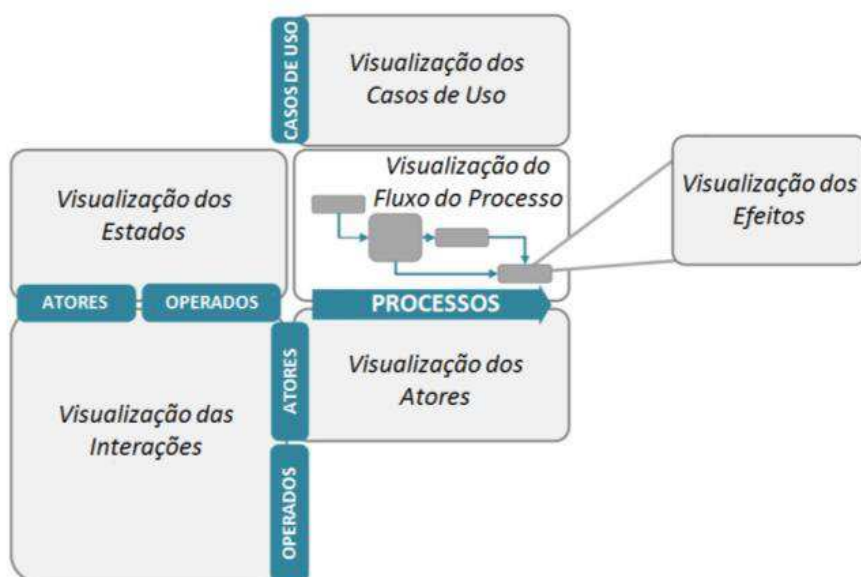 CASOS DE USO
Visualização dos
Casos de Uso
Visualização dos
Estados
Visualização do
Fluxo do Processo
Visualização dos
Efeitos
ATORES
OPERADOS
PROCESSOS
Visualização das
Interações
ATORES
OPERADOS
Visualização dos
Atores